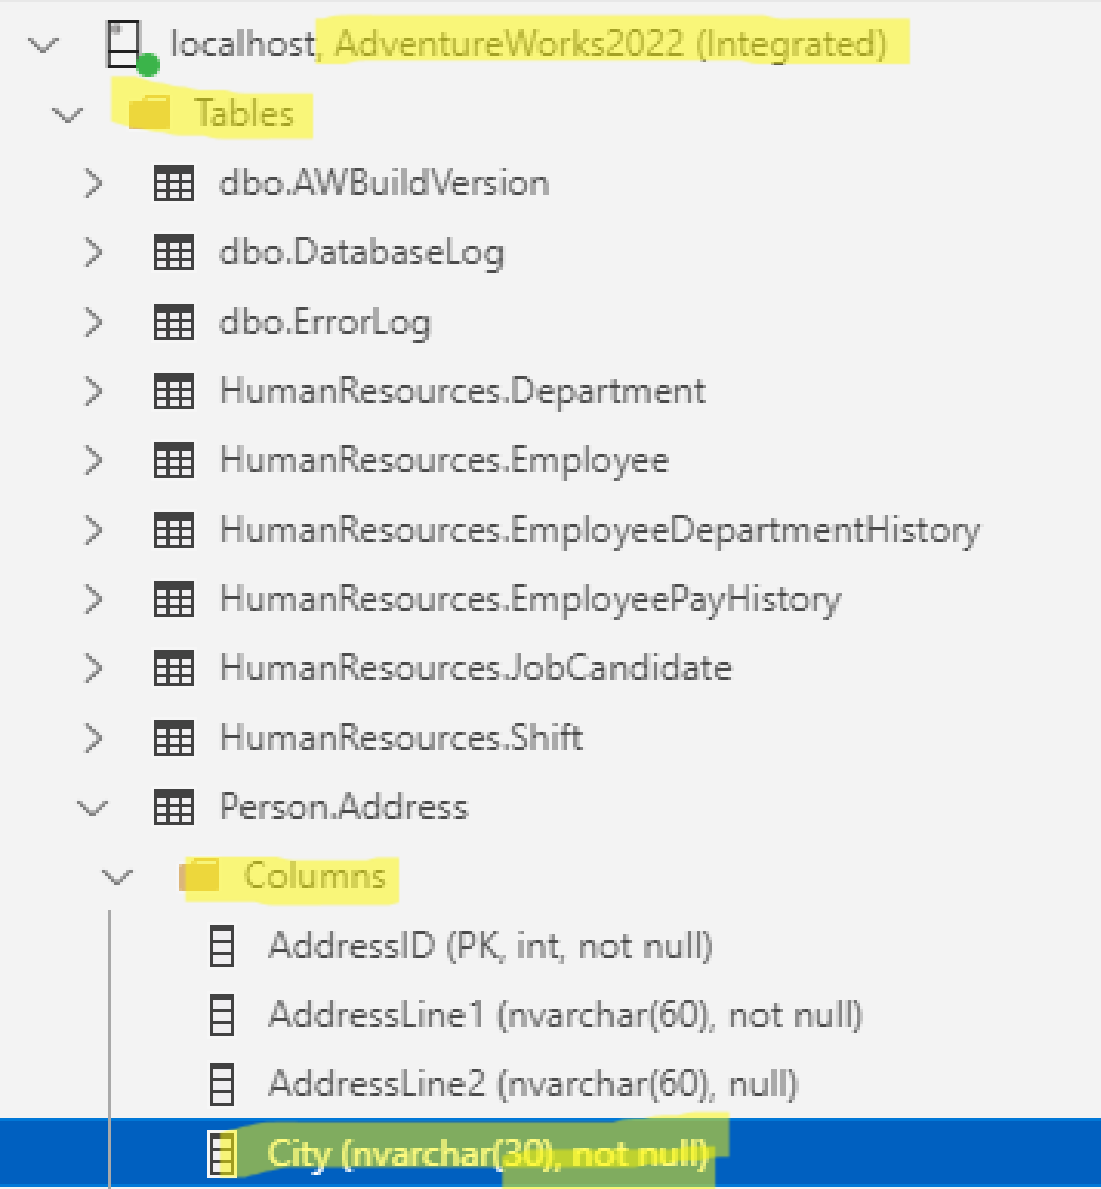 localhost, AdventureWorks2022 (Integrated)
Tables
dbo.AWBuildVersion
dbo.DatabaseLog
dbo.ErrorLog
HumanResources.Department
HumanResources.Employee
HumanResources.EmployeeDepartmentHistory
HumanResources.EmployeePayHistory
HumanResources.JobCandidate
HumanResources.Shift
Person.Address
Columns
AddressID (PK, int, not null)
AddressLine1 (nvarchar(60), not null)
AddressLine2 (nvarchar(60), null)
City (nvarchar(30), not null)